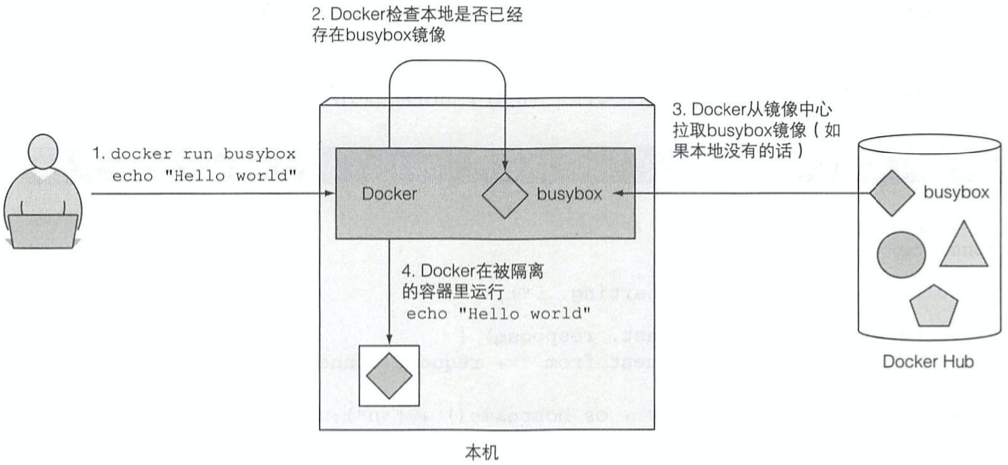 2. Docker检查本地是否已经
存在busybox镜像
3. Docker从镜像中心
拉取busybox镜像（如
果本地没有的话）
1. docker run busybox
echo "Hello world"
Docker
busybox
busybox
4. Docker在被隔离
的容器里运行
echo "Hello world"
Docker Hub
本机